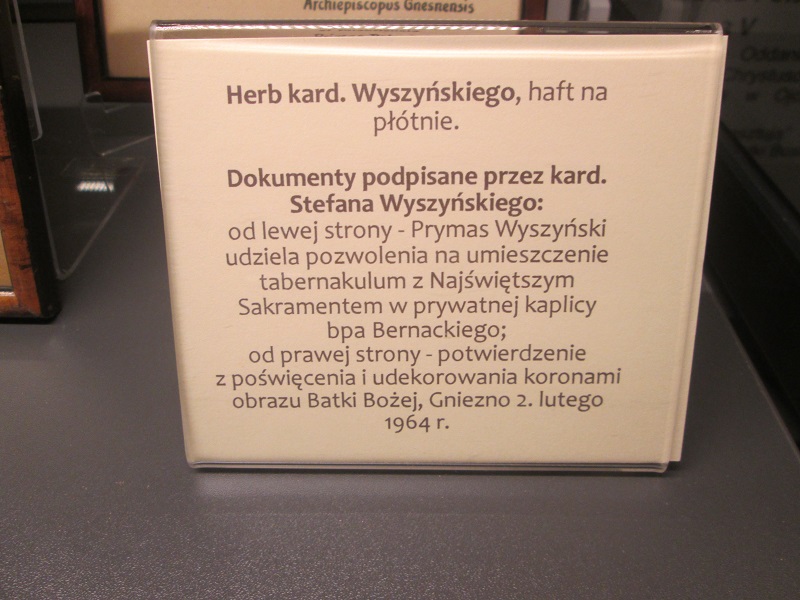 Archiepiscopus Gnesnensis
Herb kard. Wyszyńskiego, haft na
płótnie.
Dokumenty podpisane przez kard.
Stefana Wyszyńskiego:
od lewej strony - Prymas Wyszyński
udziela pozwolenia na umieszczenie
tabernakulum z Najświętszym
Sakramentem w prywatnej kaplicy
bpa Bernackiego;
od prawej strony - potwierdzenie
z poświęcenia i udekorowania koronami
obrazu Batki Bożej, Gniezno 2. lutego
1964 r.